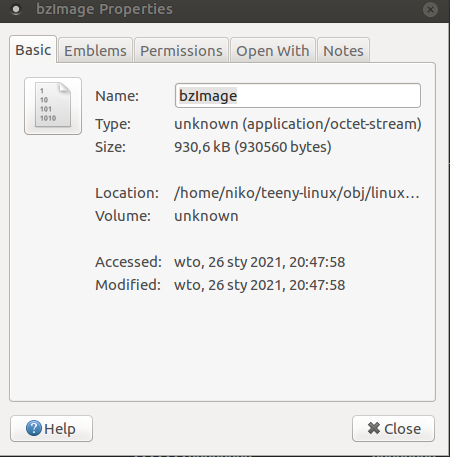 bzImage Properties
Basic Emblems Permissions Open With Notes
1
10
101
1010
Name: bzImage
Type: unknown (application/octet-stream)
Size: 930,6 kB (930560 bytes)
Location: /home/niko/teeny-linux/obj/linux…
Volume: unknown
Accessed: wto, 26 sty 2021, 20:47:58
Modified: wto, 26 sty 2021, 20:47:58
Help Close